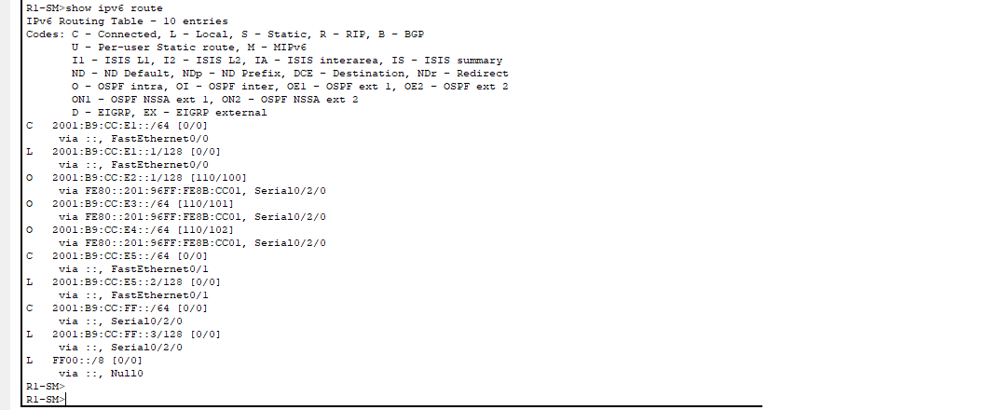 R1-SM>show ipv6 route
IPv6 Routing Table - 10 entries
Codes: C - Connected, L - Local, S - Static, R - RIP, B - BGP
U - Per-user Static route, M - MIPv6
I1 - ISIS L1, I2 - ISIS L2, IA - ISIS interarea, IS - ISIS summary
ND - ND Default, NDp - ND Prefix, DCE - Destination, NDr - Redirect
O - OSPF intra, OI - OSPF inter, OE1 - OSPF ext 1, OE2 - OSPF ext 2
ON1 - OSPF NSSA ext 1, ON2 - OSPF NSSA ext 2
D - EIGRP, EX - EIGRP external
C 2001:B9:CC:E1::/64 [0/0]
via ::, FastEthernet0/0
L 2001:B9:CC:E1::1/128 [0/0]
via ::, FastEthernet0/0
O 2001:B9:CC:E2::1/128 [110/100]
via FE80::201:96FF:FE8B:CC01, Serial0/2/0
O 2001:B9:CC:E3::/64 [110/101]
via FE80::201:96FF:FE8B:CC01, Serial0/2/0
O 2001:B9:CC:E4::/64 [110/102]
via FE80::201:96FF:FE8B:CC01, Serial0/2/0
C 2001:B9:CC:E5::/64 [0/0]
via ::, FastEthernet0/1
L 2001:B9:CC:E5::2/128 [0/0]
via ::, FastEthernet0/1
C 2001:B9:CC:FF::/64 [0/0]
via ::, Serial0/2/0
L 2001:B9:CC:FF::3/128 [0/0]
via ::, Serial0/2/0
L FF00::/8 [0/0]
via ::, Null0
R1-SM>
R1-SM>